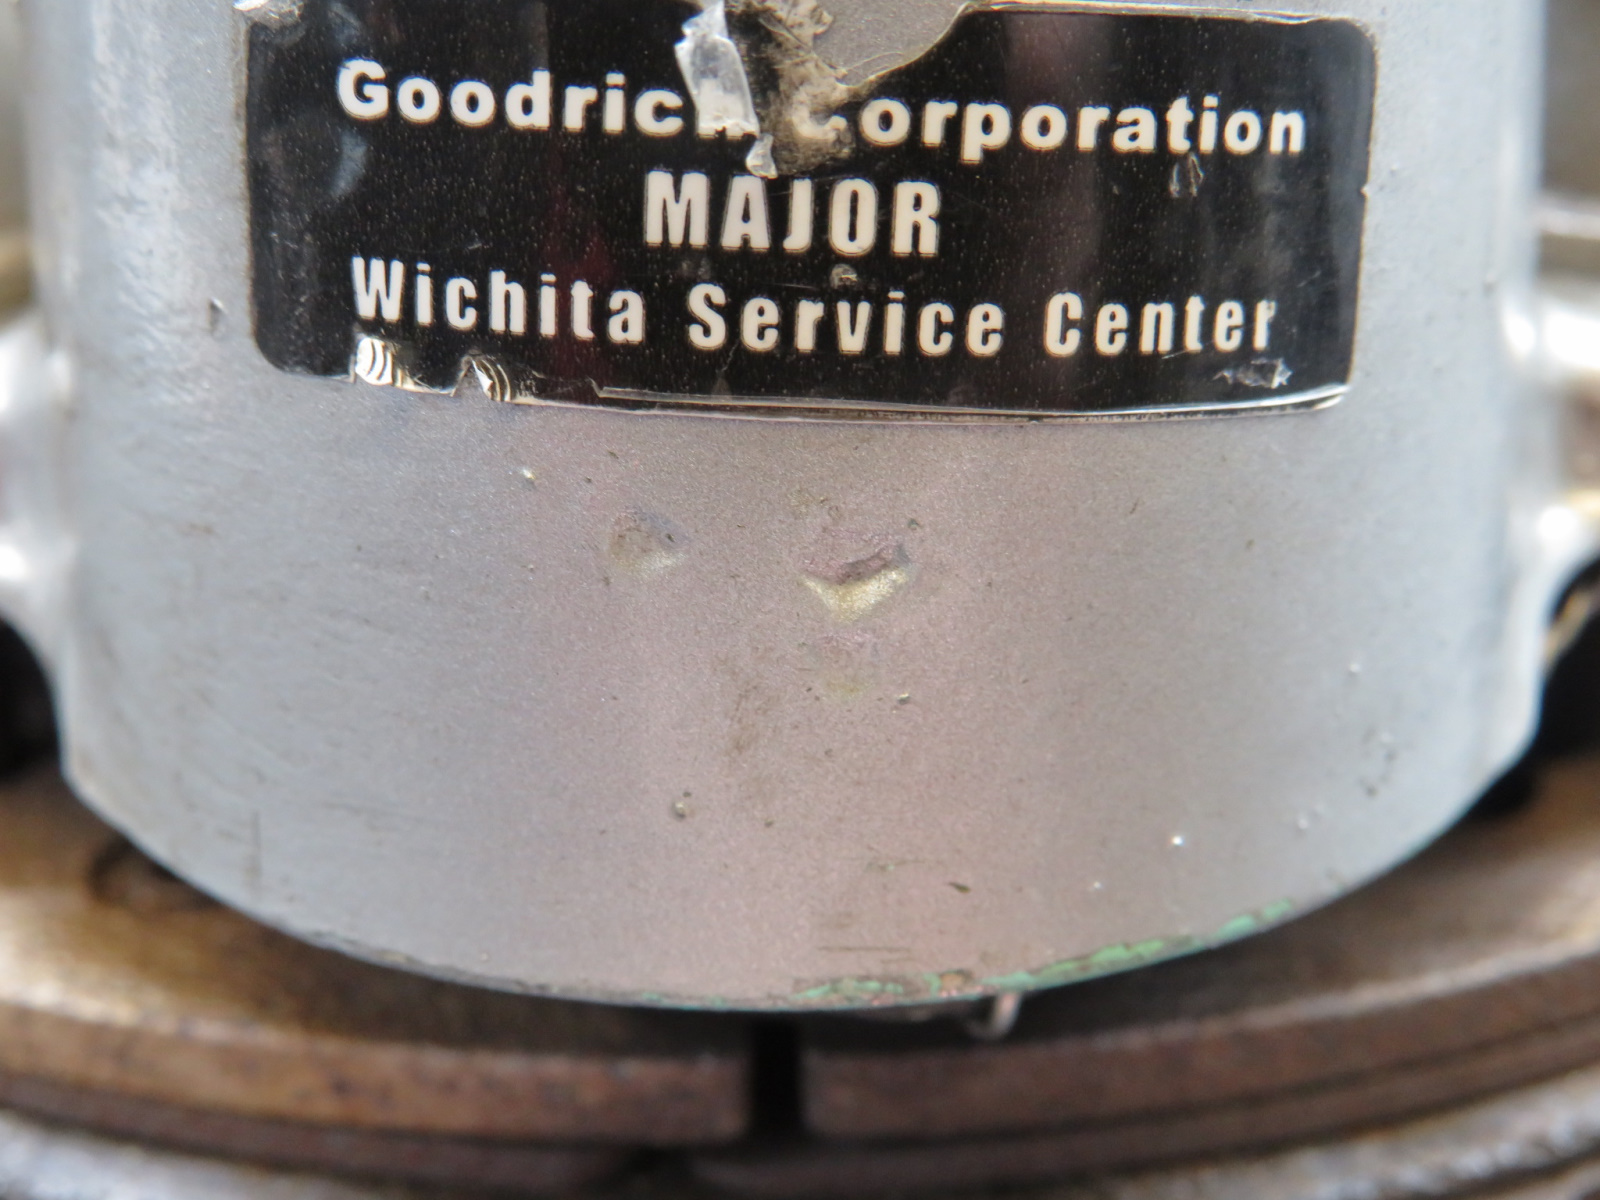 Goodrich Corporation
MAJOR
Wichita Service Center